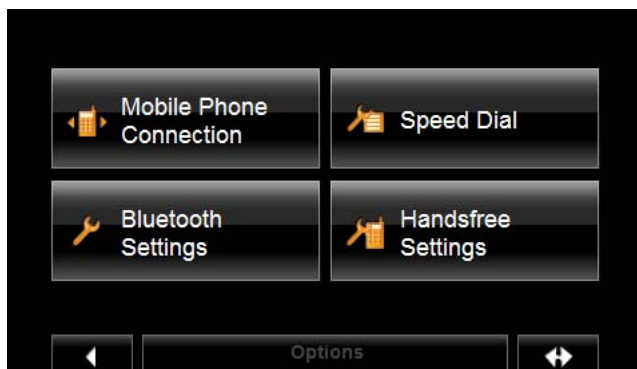 Mobile Phone
Connection
Speed Dial
Bluetooth
Settings
Handsfree
Settings
Options